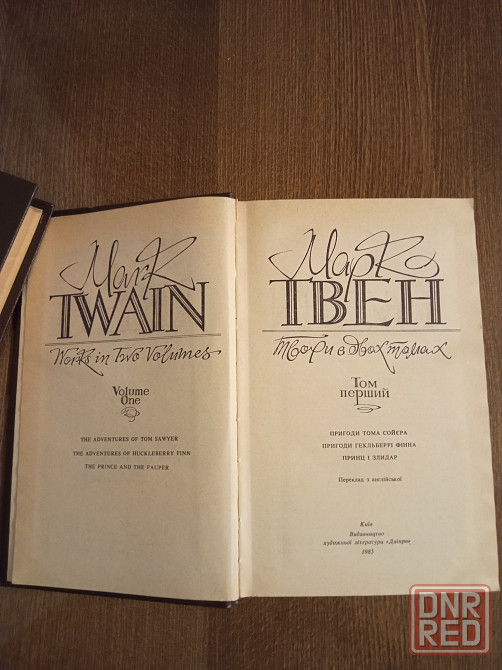 Mark
TWAIN
Works in Two Volumes
Volume
One
THE ADVENTURES OF TOM SAWYER
THE ADVENTURES OF HUCKLEBERRY FINN
THE PRINCE AND THE PAUPER
Марк
ТВЕН
Твори в двох томах
Том
перший
ПРИГОДИ ТОМА СОЙЄРА
ПРИГОДИ ГЕКЛЬБЕРРІ ФІННА
ПРИНЦ І ЗЛИДАР
Переклад з англійської
Київ
Видавництво
художньої літератури «Дніпро»
1985
DNR
RED